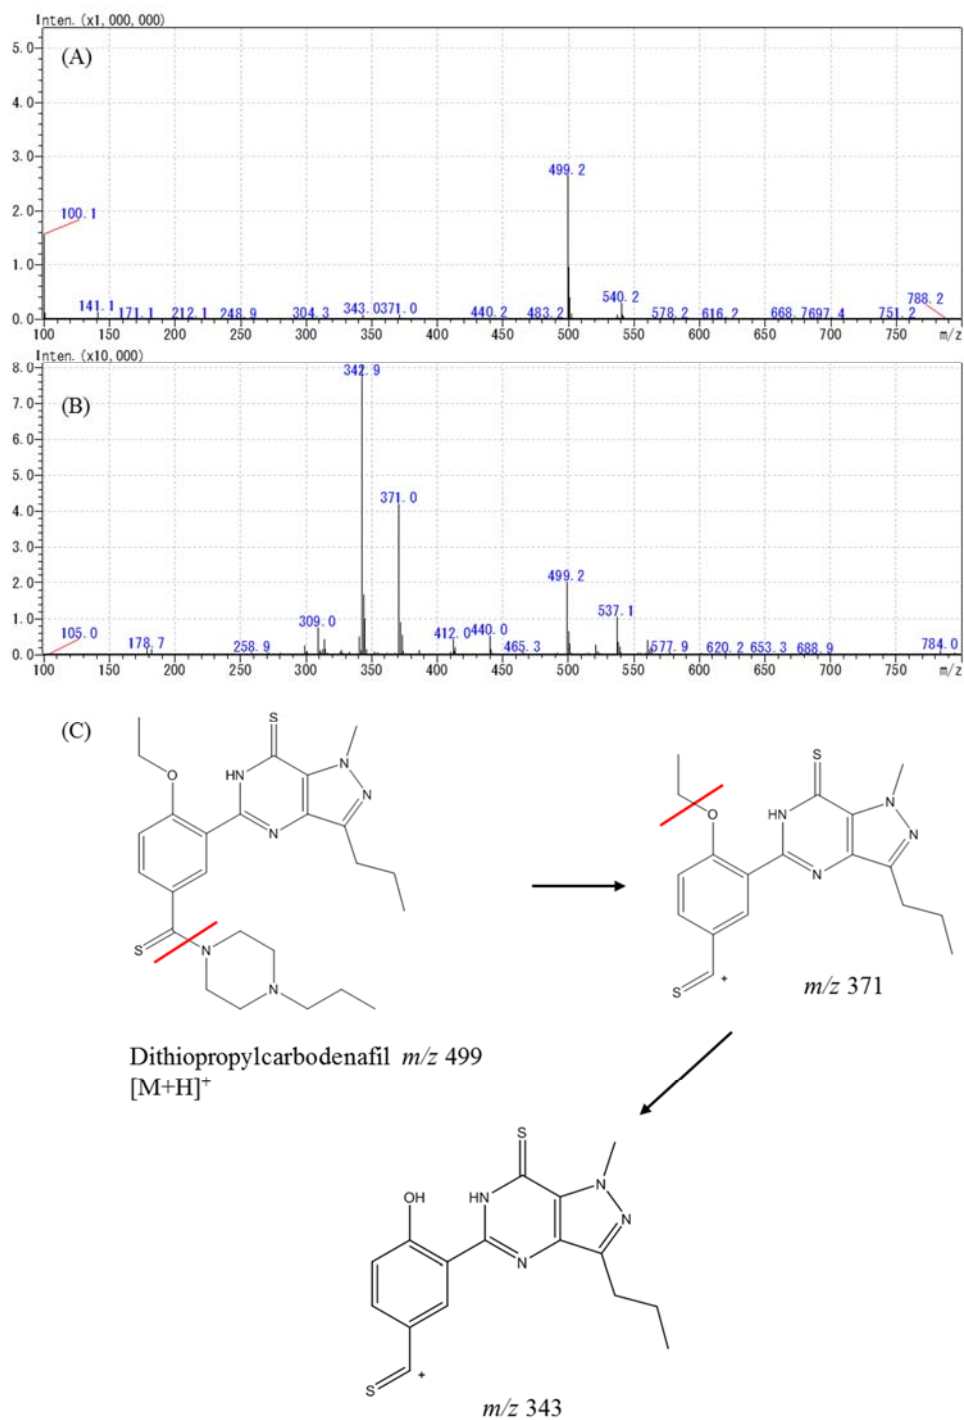 Inten. (x1,000,000)
(A)
5.0
4.0
3.0
2.0
1.0
0.0
100.1
141.1
171.1
212.1
248.9
304.3
343.0
371.0
440.2
483.2
499.2
540.2
578.2
616.2
668.7
697.4
751.2
788.2
100 150 200 250 300 350 400 450 500 550 600 650 700 750 m/z
Inten. (x10,000)
(B)
8.0
7.0
6.0
5.0
4.0
3.0
2.0
1.0
0.0
105.0
178.7
258.9
309.0
342.9
371.0
412.0
440.0
465.3
499.2
537.1
577.9
620.2
653.3
688.9
784.0
100 150 200 250 300 350 400 450 500 550 600 650 700 750 m/z
(C)
S
HN
N
N
N
O
S
N
N
Dithiopropylcarbodenafil m/z 499
[M+H]+
S
HN
N
N
N
O
S
+
m/z 371
S
OH
HN
N
N
N
S
+
m/z 343